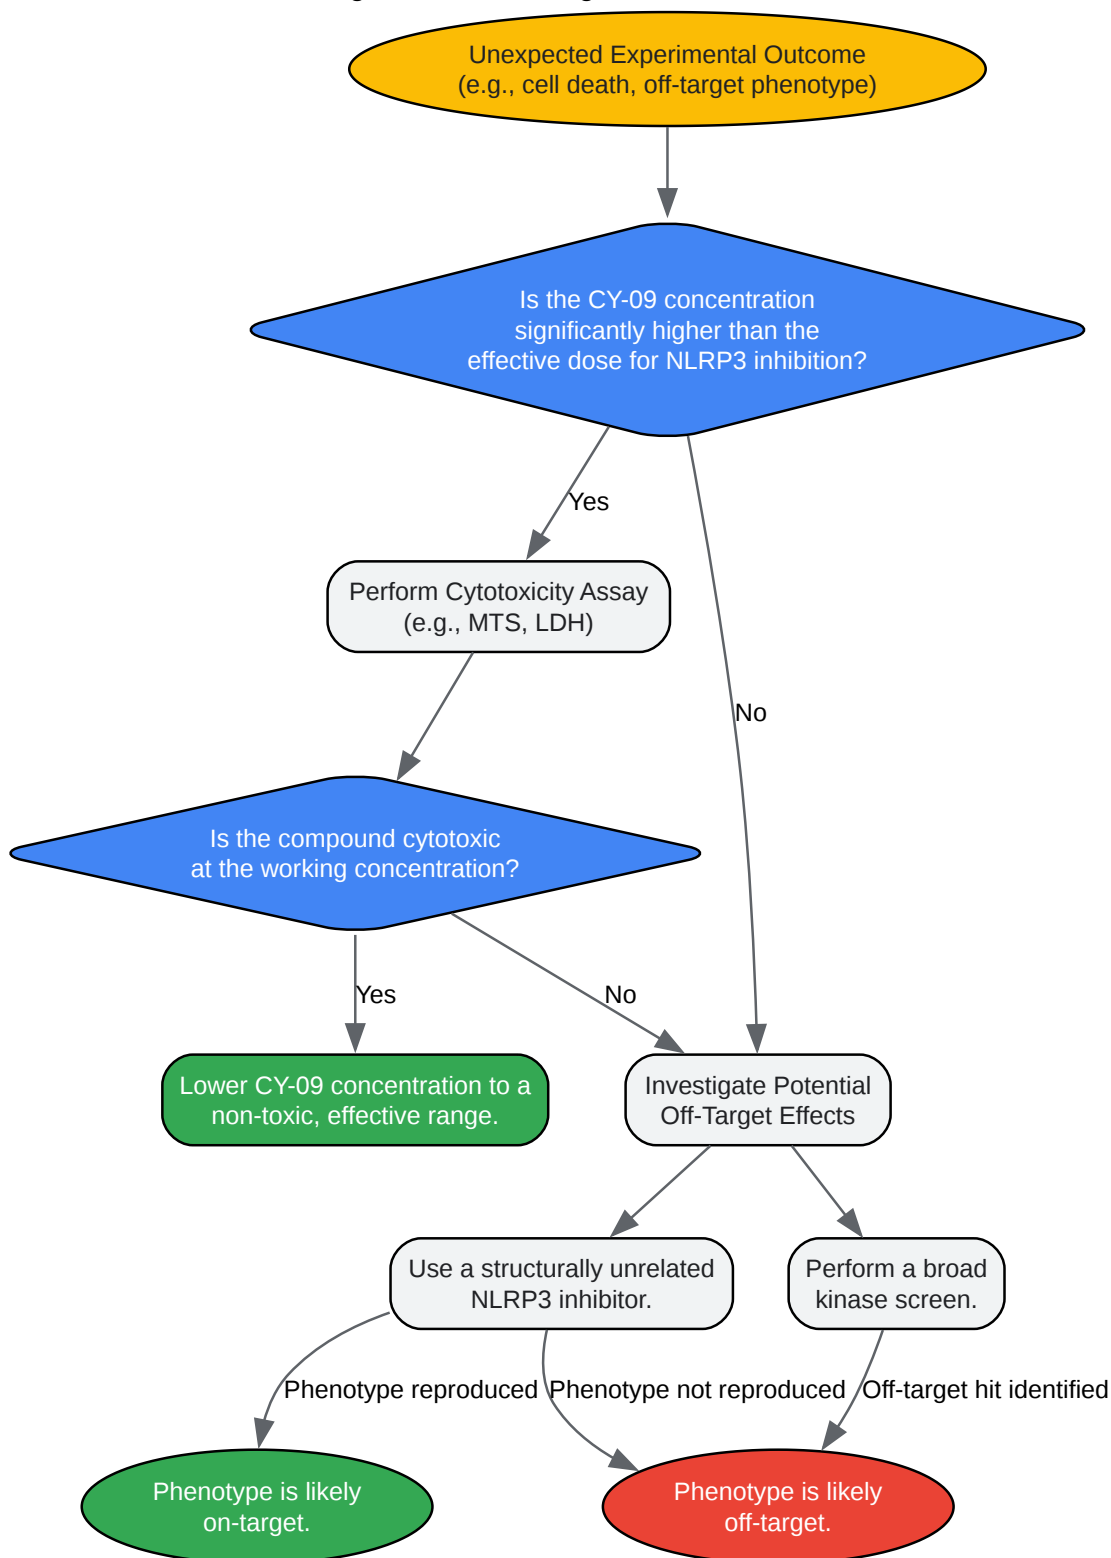 Unexpected Experimental Outcome
(e.g., cell death, off-target phenotype)
Is the CY-09 concentration
significantly higher than the
effective dose for NLRP3 inhibition?
Yes
Perform Cytotoxicity Assay
(e.g., MTS, LDH)
No
Is the compound cytotoxic
at the working concentration?
Yes
No
Lower CY-09 concentration to a
non-toxic, effective range.
Investigate Potential
Off-Target Effects
Use a structurally unrelated
NLRP3 inhibitor.
Perform a broad
kinase screen.
Phenotype reproduced
Phenotype not reproduced
Off-target hit identified
Phenotype is likely
on-target.
Phenotype is likely
off-target.